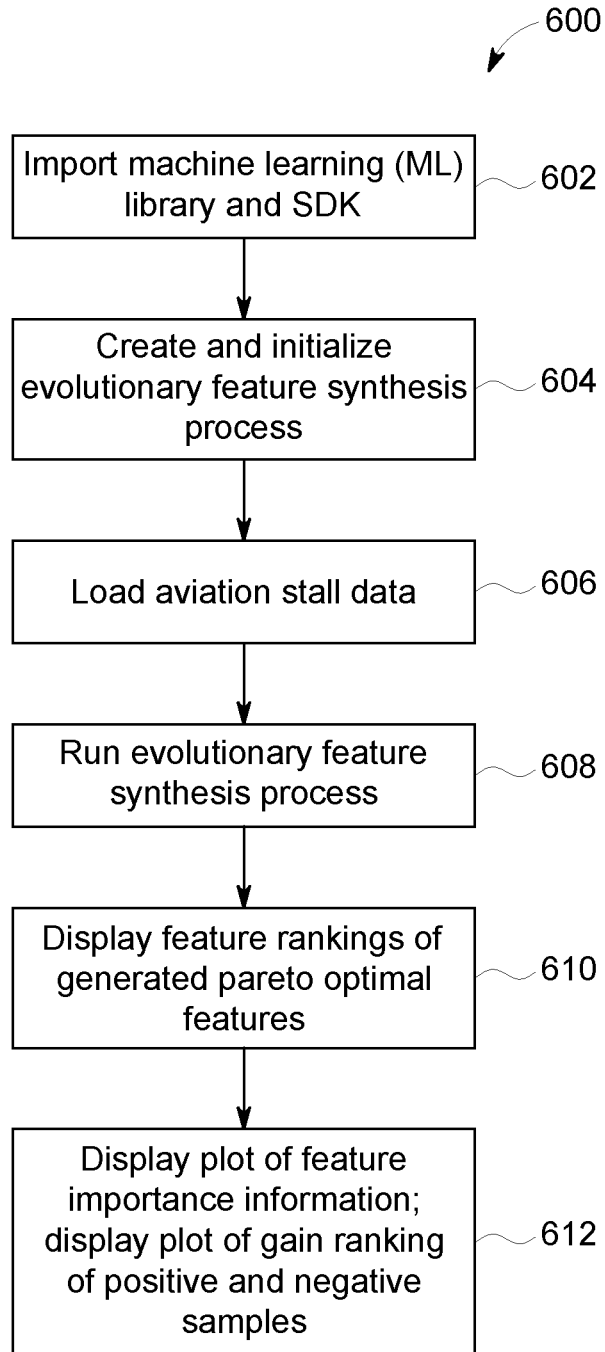 600
Import machine learning (ML)
library and SDK
602
Create and initialize
evolutionary feature synthesis
process
604
Load aviation stall data
606
Run evolutionary feature
synthesis process
608
Display feature rankings of
generated pareto optimal
features
610
Display plot of feature
importance information;
display plot of gain ranking
of positive and negative
samples
612